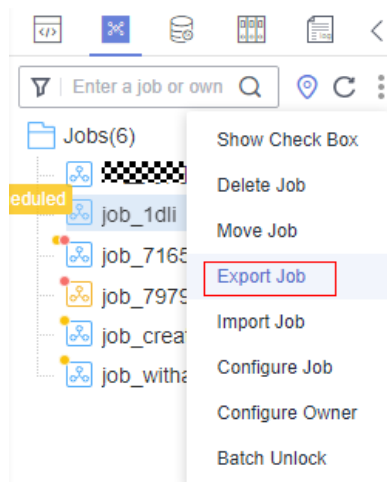 Enter a job or own
Jobs(6)
Show Check Box
Delete Job
eduled
job_1dli
Move Job
job_7165
Export Job
job_7979
Import Job
job_crea
Configure Job
job_witha
Configure Owner
Batch Unlock